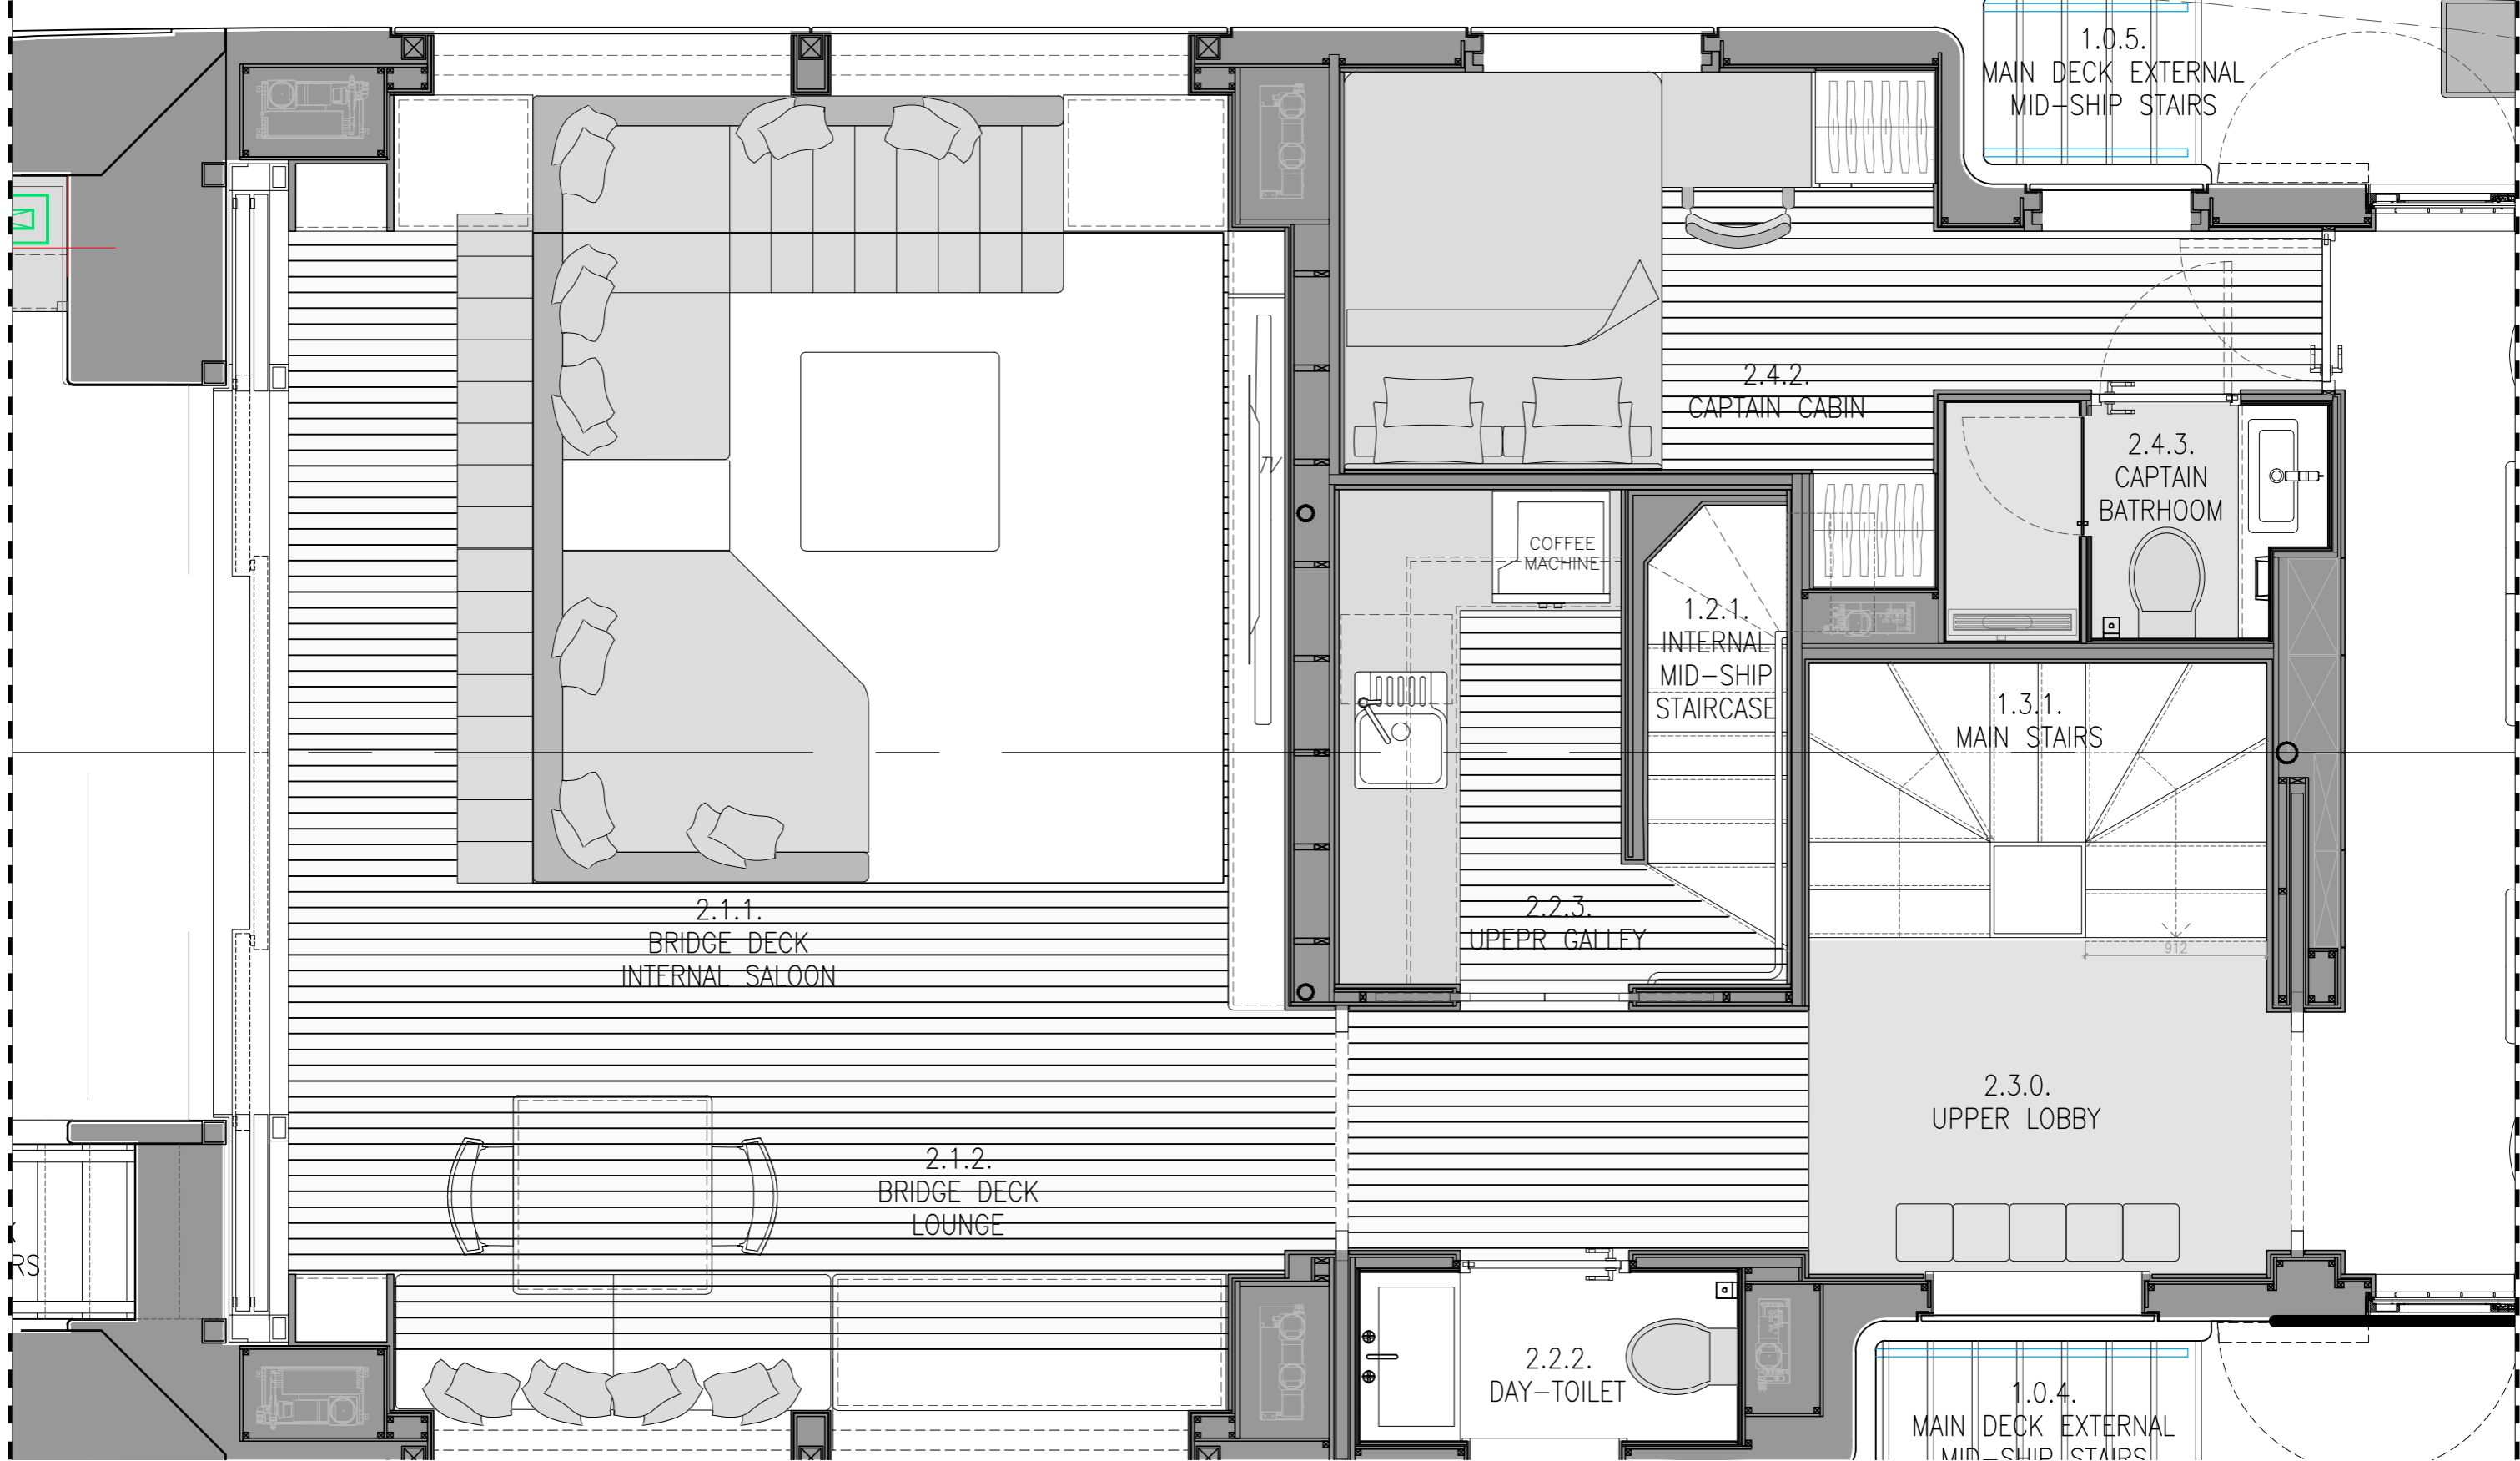 1.0.5.
MAIN DECK EXTERNAL
MID-SHIP STAIRS
2.4.2.
CAPTAIN CABIN
2.4.3.
CAPTAIN
BATRHOOM
TV
COFFEE
MACHINE
1.2.1.
INTERNAL
MID-SHIP
STAIRCASE
1.3.1.
MAIN STAIRS
2.1.1.
BRIDGE DECK
INTERNAL SALOON
2.2.3.
UPEPR GALLEY
912
2.3.0.
UPPER LOBBY
2.1.2.
BRIDGE DECK
LOUNGE
RS
2.2.2.
DAY-TOILET
1.0.4.
MAIN DECK EXTERNAL
MID-SHIP STAIRS